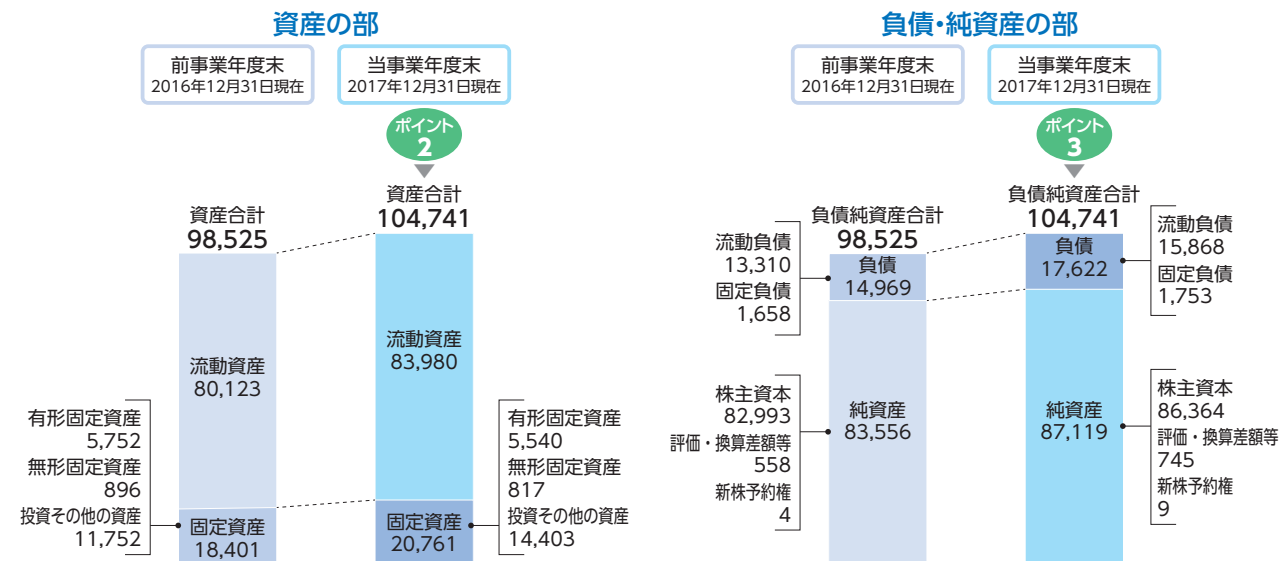 資産の部
前事業年度末
2016年12月31日現在
当事業年度末
2017年12月31日現在
ポイント
2
資産合計
98,525
資産合計
104,741
流動資産
80,123
流動資産
83,980
有形固定資産
5,752
無形固定資産
896
投資その他の資産
11,752
固定資産
18,401
固定資産
20,761
有形固定資産
5,540
無形固定資産
817
投資その他の資産
14,403
負債・純資産の部
前事業年度末
2016年12月31日現在
当事業年度末
2017年12月31日現在
ポイント
3
負債純資産合計
98,525
負債純資産合計
104,741
流動負債
13,310
固定負債
1,658
負債
14,969
負債
17,622
流動負債
15,868
固定負債
1,753
株主資本
82,993
評価・換算差額等
558
新株予約権
4
純資産
83,556
純資産
87,119
株主資本
86,364
評価・換算差額等
745
新株予約権
9